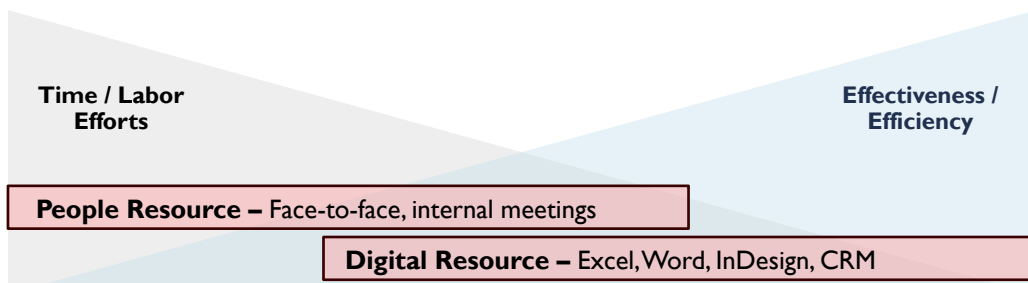 Time / Labor
Efforts
Effectiveness /
Efficiency
People Resource – Face-to-face, internal meetings
Digital Resource – Excel, Word, InDesign, CRM